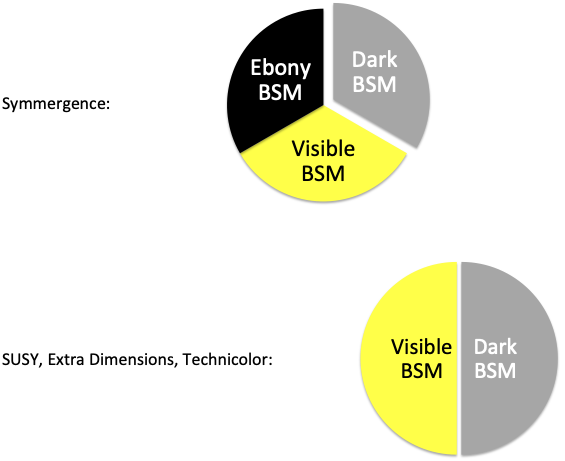 Symmergence:
Ebony
BSM
Dark
BSM
Visible
BSM
SUSY, Extra Dimensions, Technicolor:
Visible
BSM
Dark
BSM